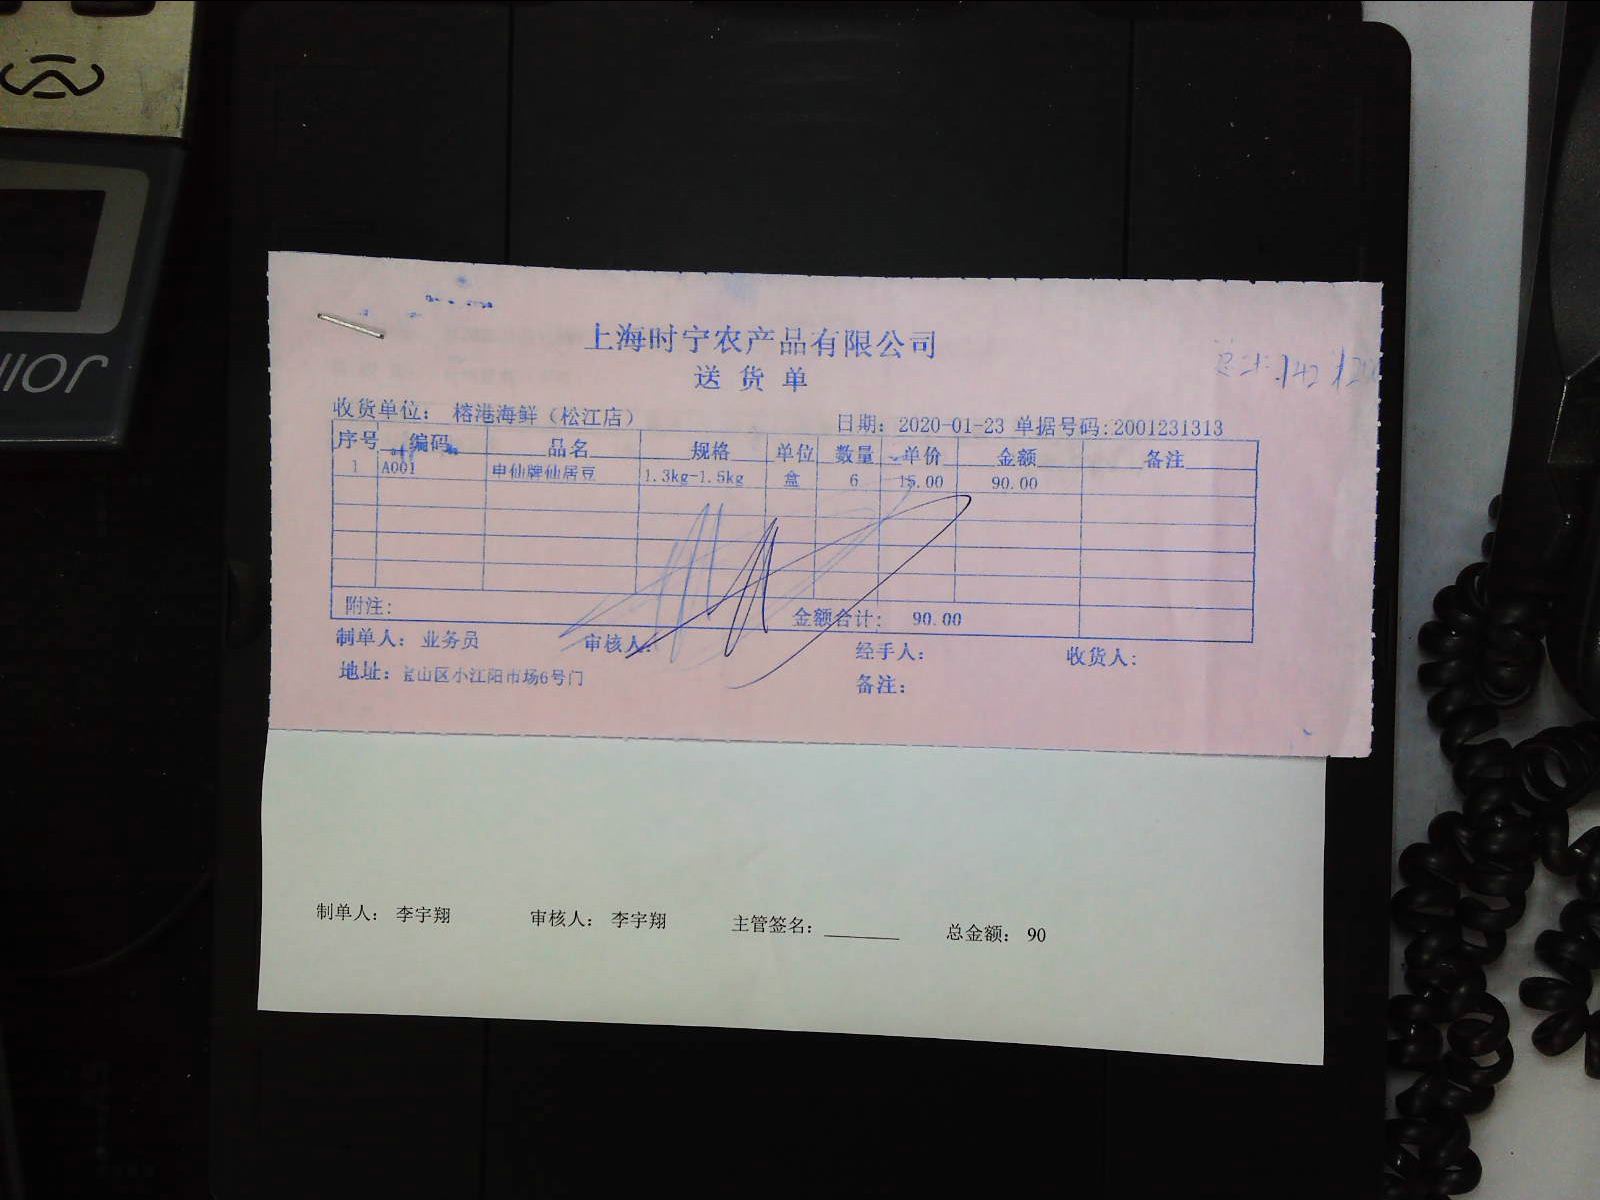 上海时宁农产品有限公司
送 货 单
收货单位： 榕港海鲜（松江店） 日期：2020-01-23 单据号码:2001231313
序号 编码 品名 规格 单位 数量 单价 金额 备注
1 A001 申仙牌仙居豆 1.3kg-1.5kg 盒 6 15.00 90.00
附注: 金额合计: 90.00
制单人：业务员 审核人: 经手人: 收货人:
地址：宝山区小江阳市场6号门 备注:
制单人： 李宇翔 审核人： 李宇翔 主管签名：_______ 总金额： 90
JOIN